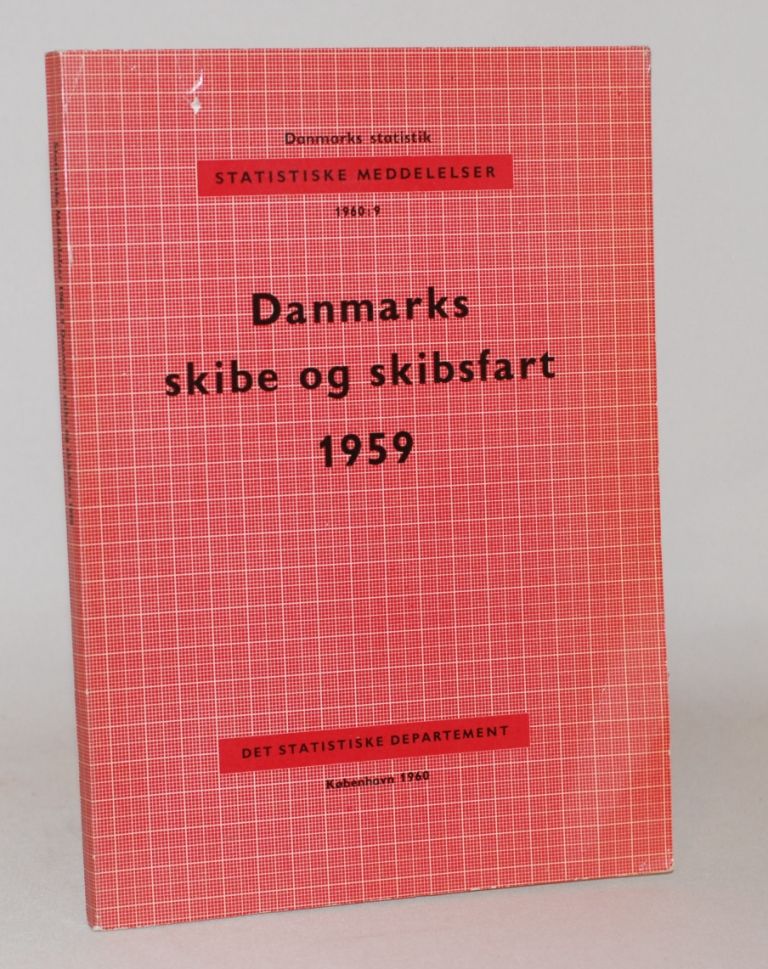 Danmarks statistik
STATISTISKE MEDDELELSER
1960:9
Danmarks
skibe og skibsfart
1959
DET STATISTISKE DEPARTEMENT
København 1960